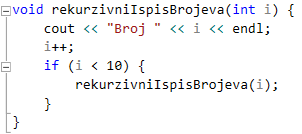 void rekurzivniIspisBrojeva(int i) {
    cout << "Broj " << i << endl;
    i++;
    if (i < 10) {
        rekurzivniIspisBrojeva(i);
    }
}